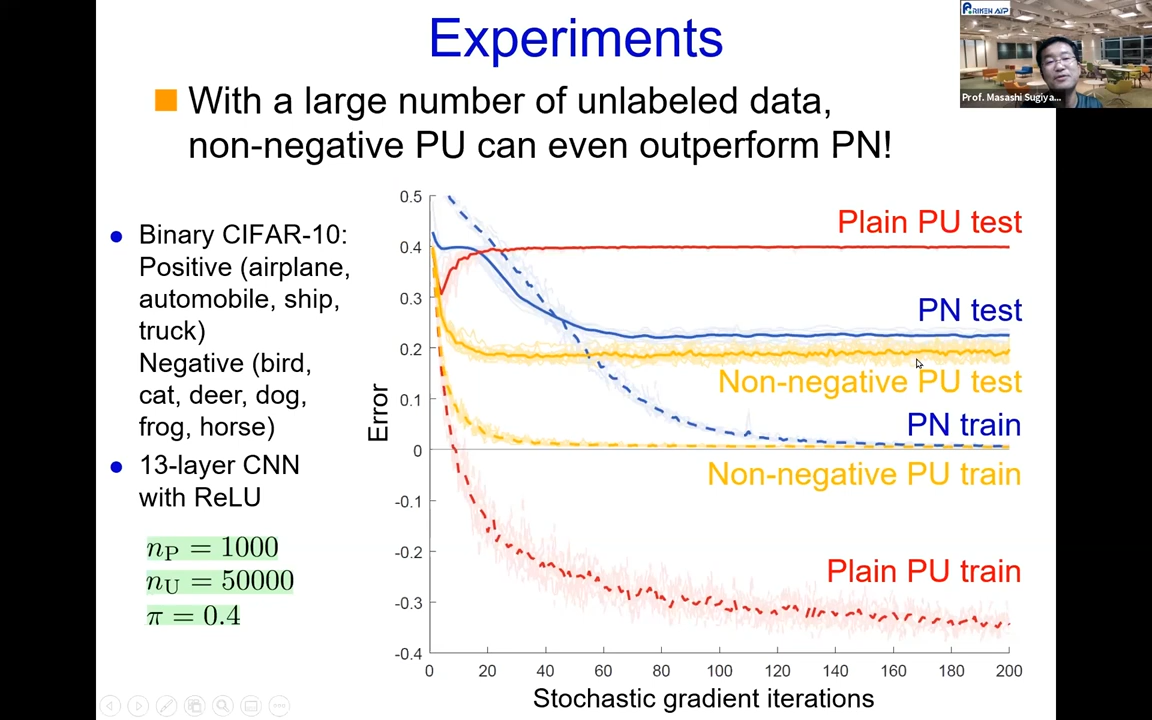 Experiments
RIKEN AIP
Prof. Masashi Sugiya...
With a large number of unlabeled data,
non-negative PU can even outperform PN!
Binary CIFAR-10:
Positive (airplane,
automobile, ship,
truck)
Negative (bird,
cat, deer, dog,
frog, horse)
13-layer CNN
with ReLU
n_P = 1000
n_U = 50000
π = 0.4
Error
0.5
0.4
0.3
0.2
0.1
0
-0.1
-0.2
-0.3
-0.4
Plain PU test
PN test
Non-negative PU test
PN train
Non-negative PU train
Plain PU train
0 20 40 60 80 100 120 140 160 180 200
Stochastic gradient iterations